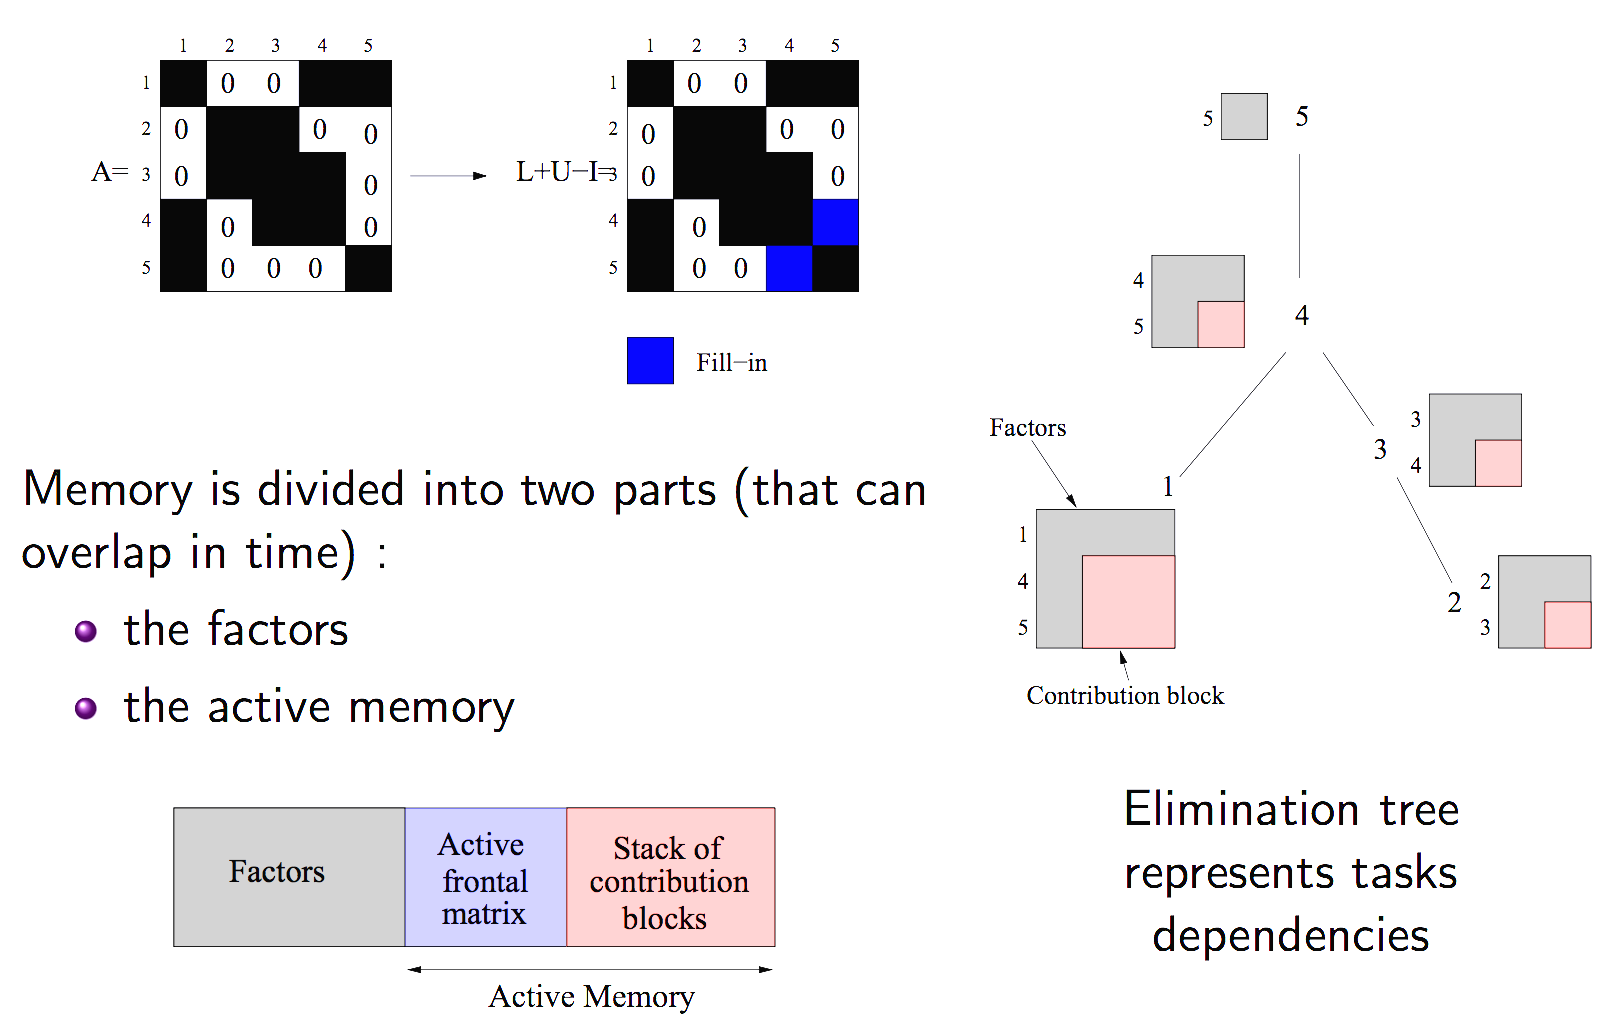 1 2 3 4 5
1 0 0
2 0 0 0
A= 3 0 0
4 0 0
5 0 0 0
1 2 3 4 5
1 0 0
2 0 0 0
L+U−I= 3 0 0
4 0
5 0 0
Fill−in
5 5
4
5
4
3
3
4
Factors
1
1
4
5
2
2
3
Contribution block
Memory is divided into two parts (that can
overlap in time) :
the factors
the active memory
Factors
Active
frontal
matrix
Stack of
contribution
blocks
Active Memory
Elimination tree
represents tasks
dependencies